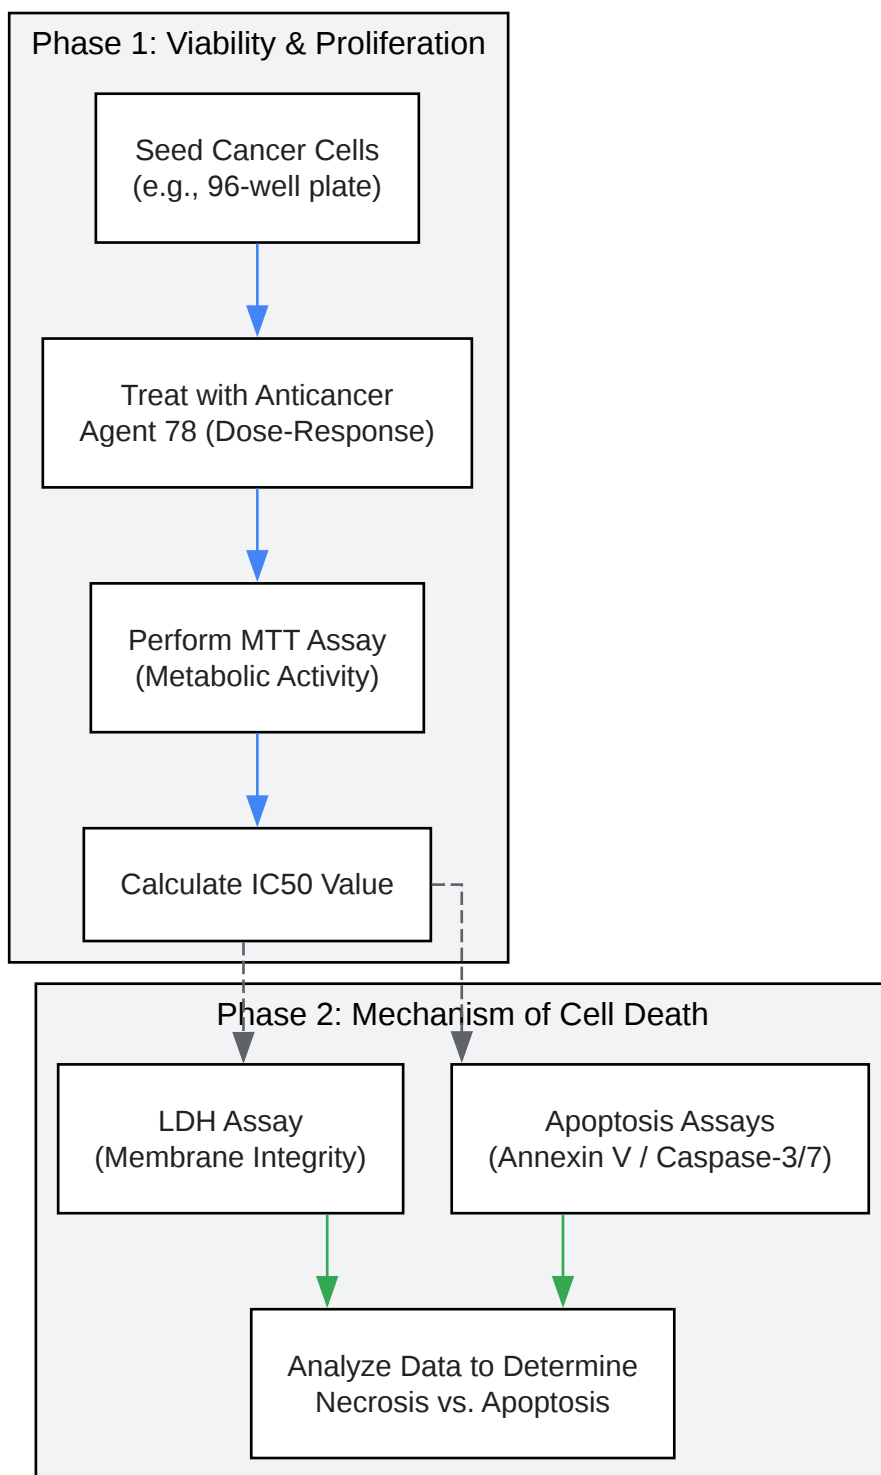 Phase 1: Viability & Proliferation
Seed Cancer Cells
(e.g., 96-well plate)
Treat with Anticancer
Agent 78 (Dose-Response)
Perform MTT Assay
(Metabolic Activity)
Calculate IC50 Value
Phase 2: Mechanism of Cell Death
LDH Assay
(Membrane Integrity)
Apoptosis Assays
(Annexin V / Caspase-3/7)
Analyze Data to Determine
Necrosis vs. Apoptosis